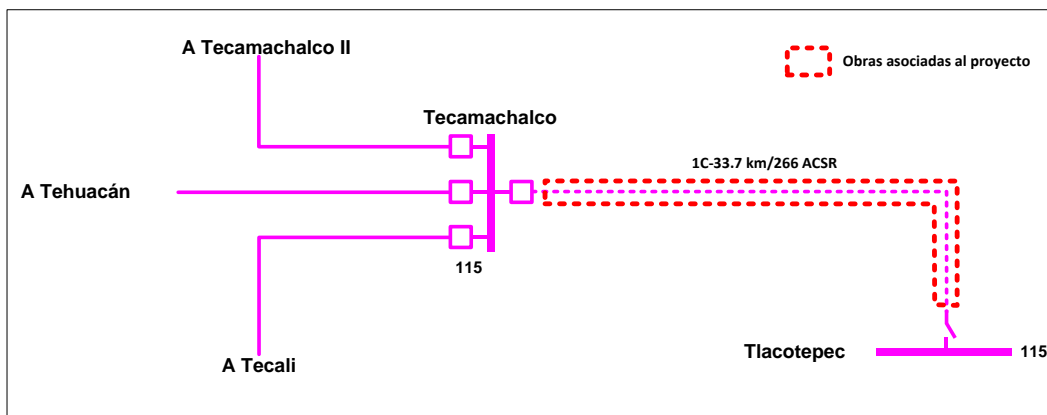 A Tecamachalco II
Obras asociadas al proyecto
Tecamachalco
1C-33.7 km/266 ACSR
A Tehuacán
115
A Tecali
Tlacotepec
115